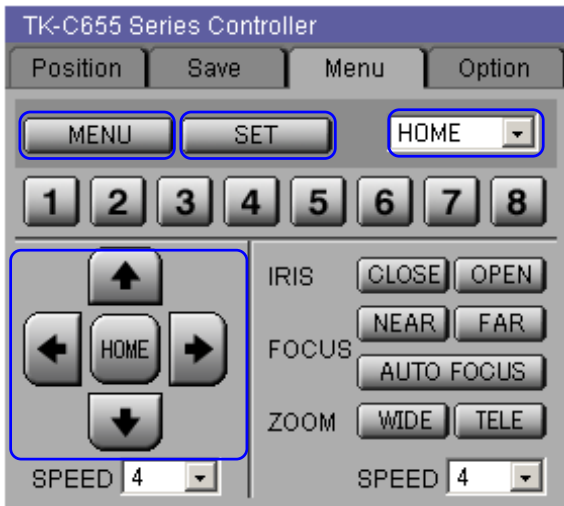 TK-C655 Series Controller
Position Save Menu Option
MENU SET HOME
1 2 3 4 5 6 7 8
IRIS CLOSE OPEN
NEAR FAR
HOME
FOCUS
AUTO FOCUS
ZOOM WIDE TELE
SPEED 4 SPEED 4